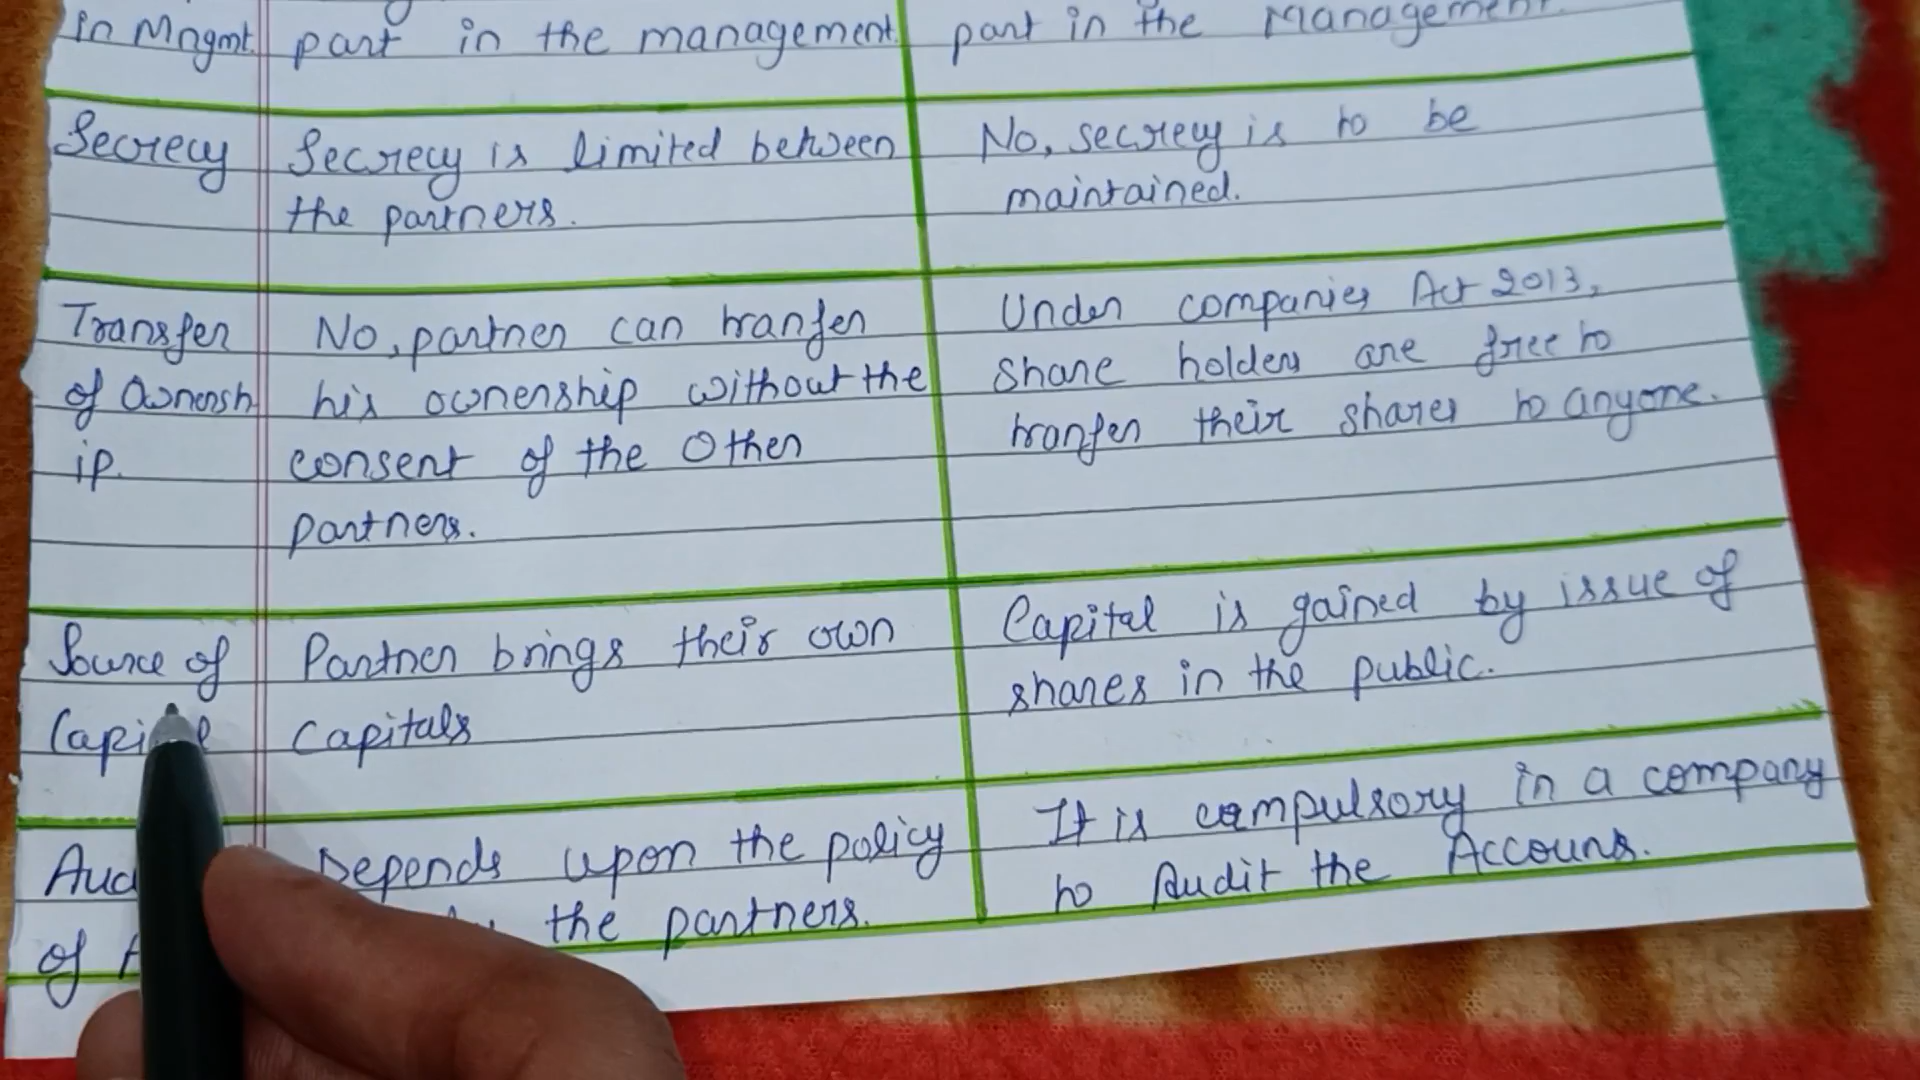 in Mngmt. part in the management. part in the Management.
Secrecy Secrecy is limited between No, secrecy is to be
the partners. maintained.
Transfer No, partner can tranfer Under companies Act 2013,
of Ownersh his ownership without the share holders are free to
ip. consent of the Other tranfer their shares to anyone.
partners.
Source of Partner brings their own Capital is gained by issue of
Capitals shares in the public.
Depends upon the policy It is compulsory in a company
of the partners. to Audit the Accouns.